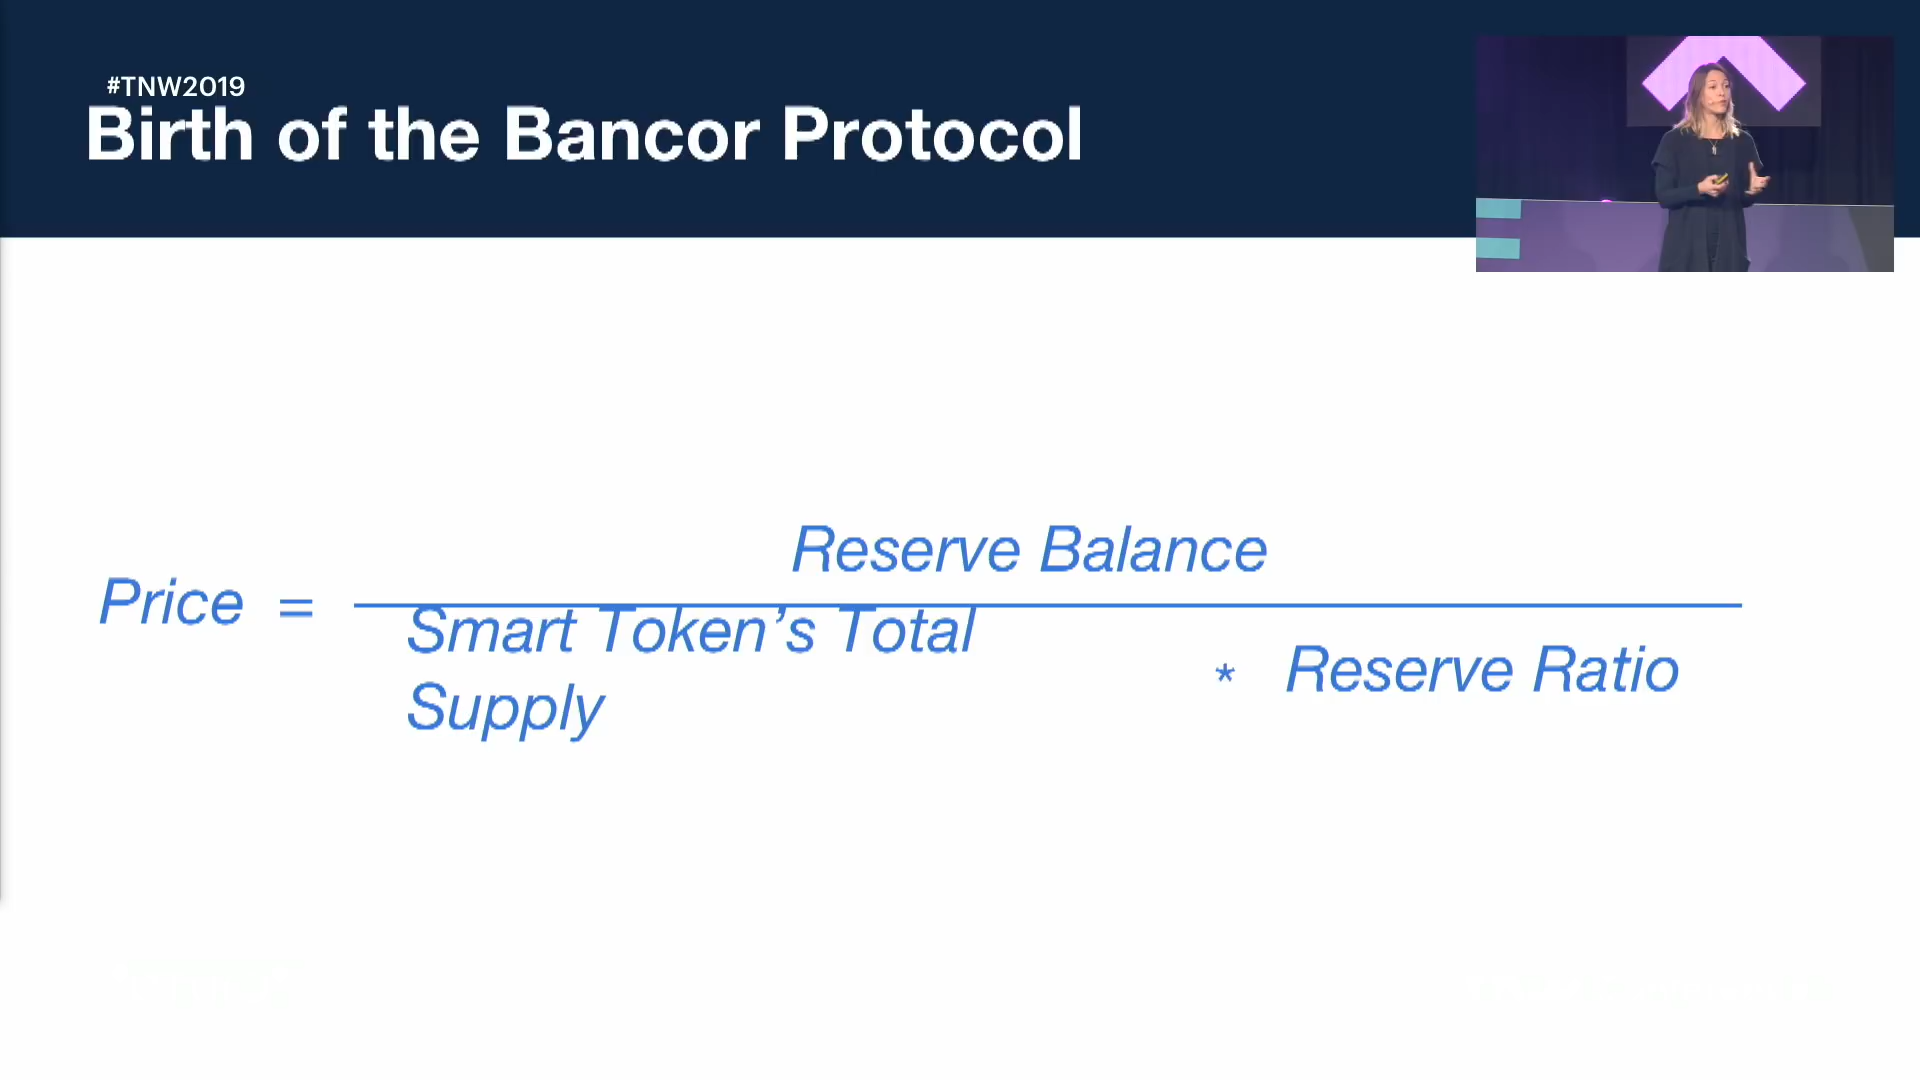 #TNW2019
Birth of the Bancor Protocol
Reserve Balance
Price =
Smart Token’s Total
Supply
* Reserve Ratio